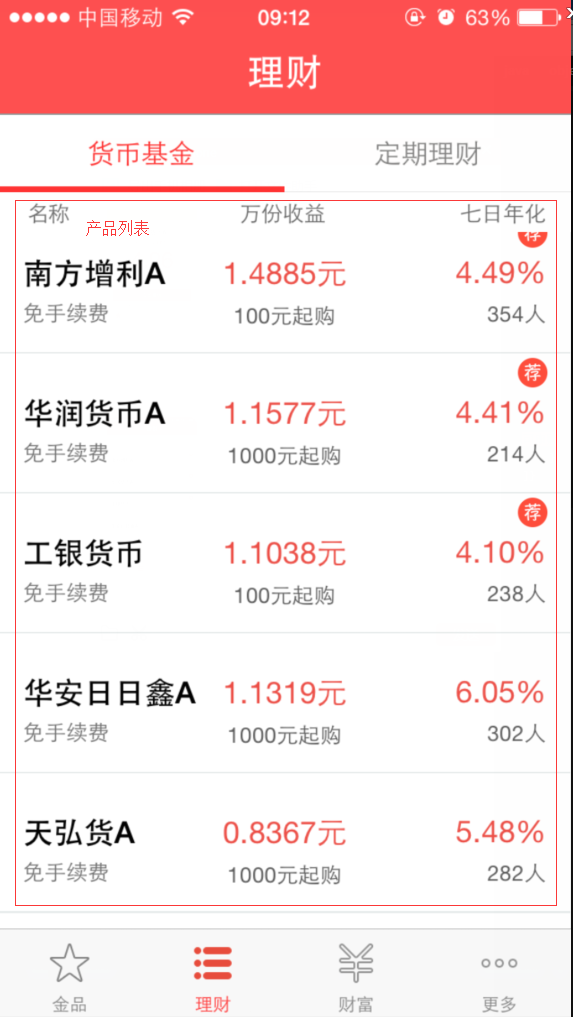 中国移动 09:12 63%
理财
货币基金 定期理财
名称 万份收益 七日年化
产品列表
荐
南方增利A 1.4885元 4.49%
免手续费 100元起购 354人
荐
华润货币A 1.1577元 4.41%
免手续费 1000元起购 214人
荐
工银货币 1.1038元 4.10%
免手续费 100元起购 238人
华安日日鑫A 1.1319元 6.05%
免手续费 1000元起购 302人
天弘货A 0.8367元 5.48%
免手续费 1000元起购 282人
金品 理财 财富 更多